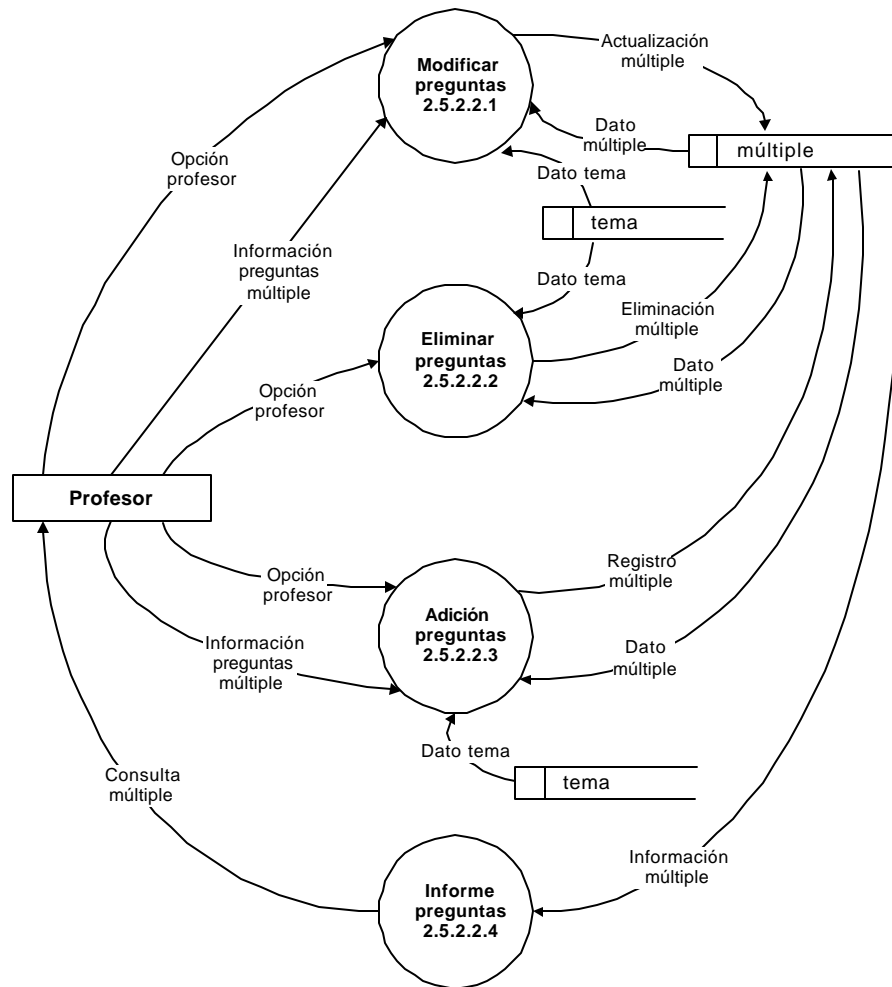 Modificar
preguntas
2.5.2.2.1
Actualización
múltiple
Dato
múltiple
múltiple
Opción
profesor
Dato tema
tema
Información
preguntas
múltiple
Dato tema
Eliminación
múltiple
Eliminar
preguntas
2.5.2.2.2
Dato
múltiple
Opción
profesor
Profesor
Opción
profesor
Registro
múltiple
Adición
preguntas
2.5.2.2.3
Información
preguntas
múltiple
Dato
múltiple
Dato tema
tema
Consulta
múltiple
Información
múltiple
Informe
preguntas
2.5.2.2.4